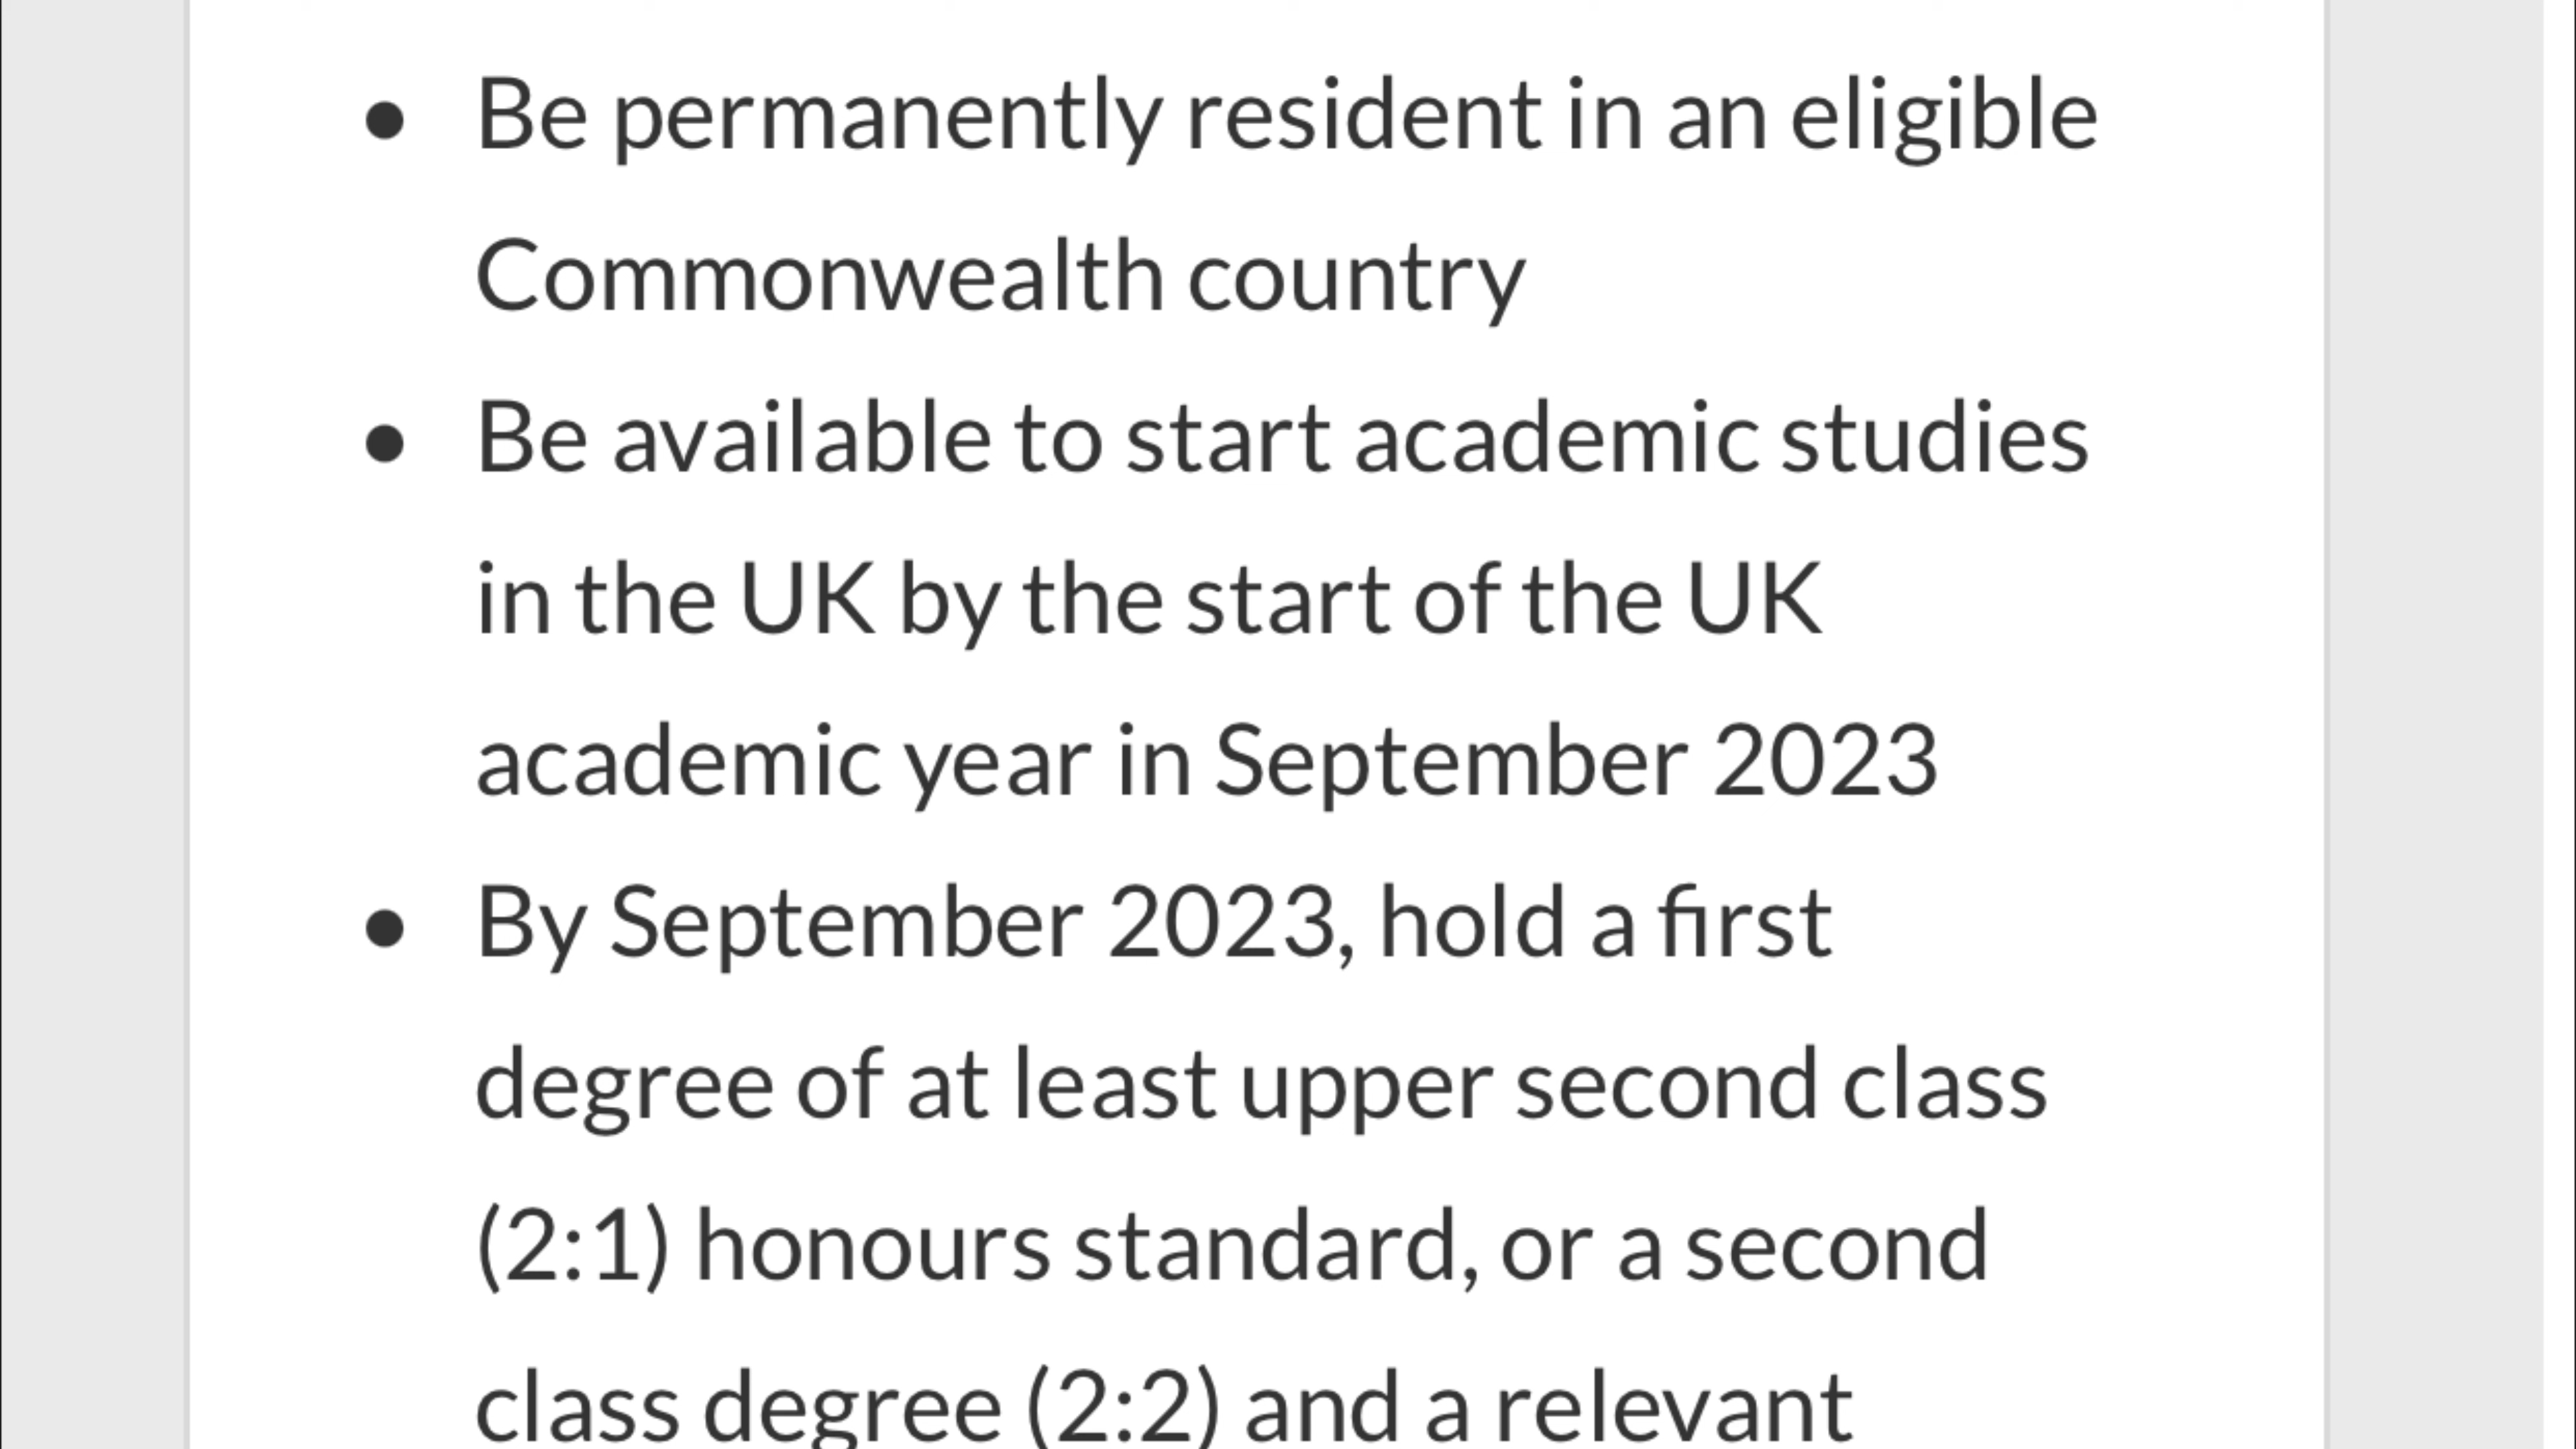 • Be permanently resident in an eligible
Commonwealth country
• Be available to start academic studies
in the UK by the start of the UK
academic year in September 2023
• By September 2023, hold a first
degree of at least upper second class
(2:1) honours standard, or a second
class degree (2:2) and a relevant